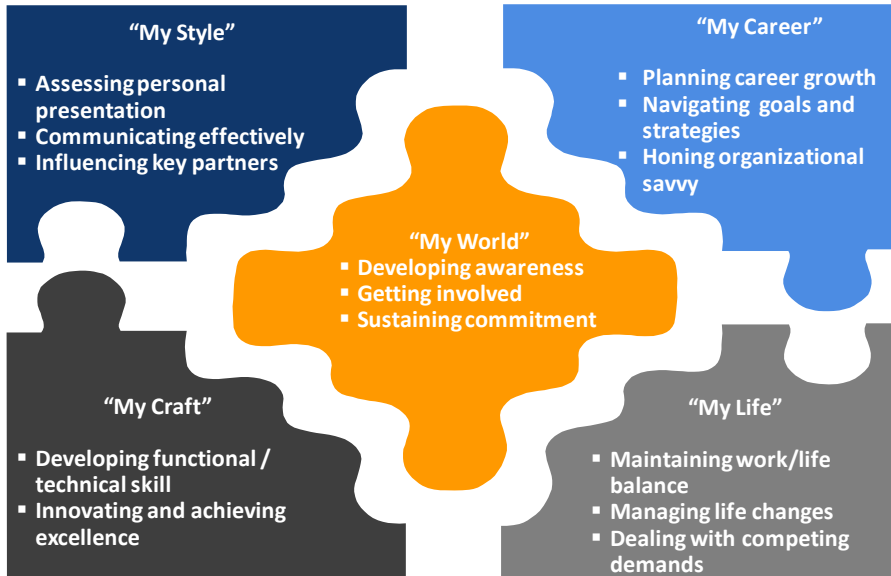 “My Style”
▪ Assessing personal
presentation
▪ Communicating effectively
▪ Influencing key partners
“My Career”
▪ Planning career growth
▪ Navigating goals and
strategies
▪ Honing organizational
savvy
“My World”
▪ Developing awareness
▪ Getting involved
▪ Sustaining commitment
“My Craft”
▪ Developing functional /
technical skill
▪ Innovating and achieving
excellence
“My Life”
▪ Maintaining work/life
balance
▪ Managing life changes
▪ Dealing with competing
demands